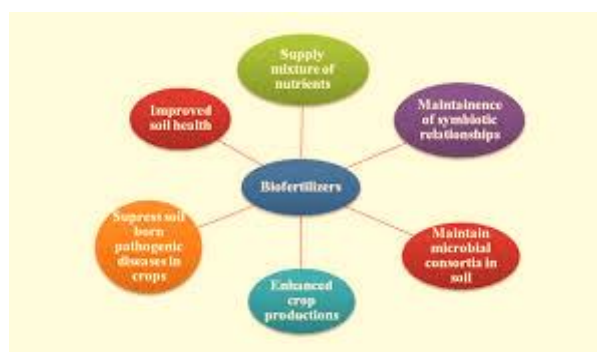 Supply
mixture of
nutrients
Improved
soil health
Maintainence
of symbiotic
relationships
Biofertilizers
Supress soil
born
pathogenic
diseases in
crops
Maintain
microbial
consortia in
soil
Enhanced
crop
productions